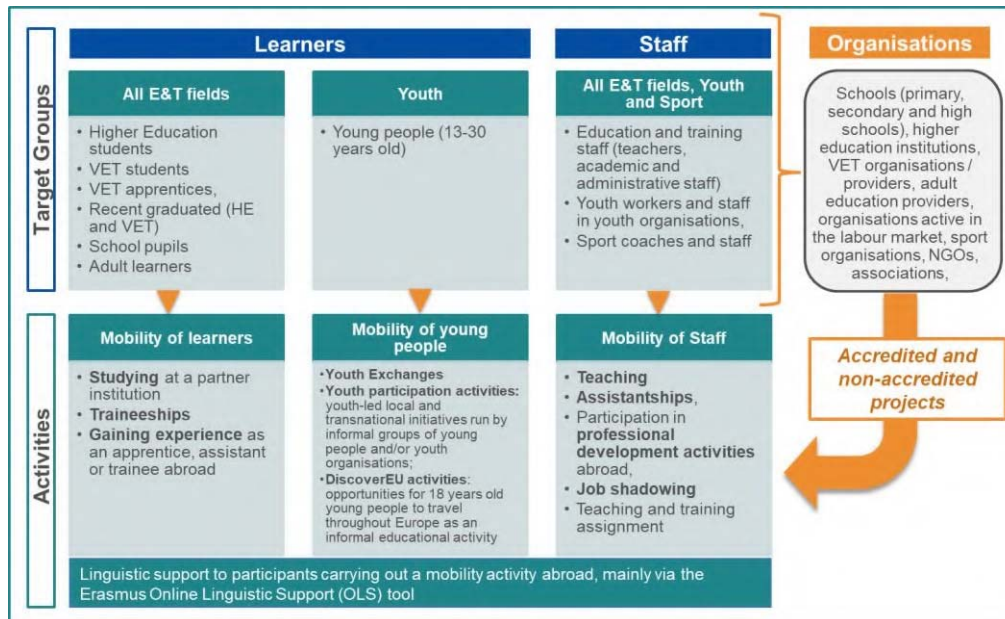 Learners
Staff
Organisations
Target Groups
All E&T fields
• Higher Education
students
• VET students
• VET apprentices,
• Recent graduated (HE
and VET)
• School pupils
• Adult learners
Youth
• Young people (13-30
years old)
All E&T fields, Youth
and Sport
• Education and training
staff (teachers,
academic and
administrative staff)
• Youth workers and staff
in youth organisations,
• Sport coaches and staff
Schools (primary,
secondary and high
schools), higher
education institutions,
VET organisations /
providers, adult
education providers,
organisations active in
the labour market, sport
organisations, NGOs,
associations,
Activities
Mobility of learners
• Studying at a partner
institution
• Traineeships
• Gaining experience as
an apprentice, assistant
or trainee abroad
Mobility of young
people
• Youth Exchanges
• Youth participation activities:
youth-led local and
transnational initiatives run by
informal groups of young
people and/or youth
organisations;
• DiscoverEU activities:
opportunities for 18 years old
young people to travel
throughout Europe as an
informal educational activity
Mobility of Staff
• Teaching
• Assistantships,
• Participation in
professional
development activities
abroad,
• Job shadowing
• Teaching and training
assignment
Accredited and
non-accredited
projects
Linguistic support to participants carrying out a mobility activity abroad, mainly via the
Erasmus Online Linguistic Support (OLS) tool